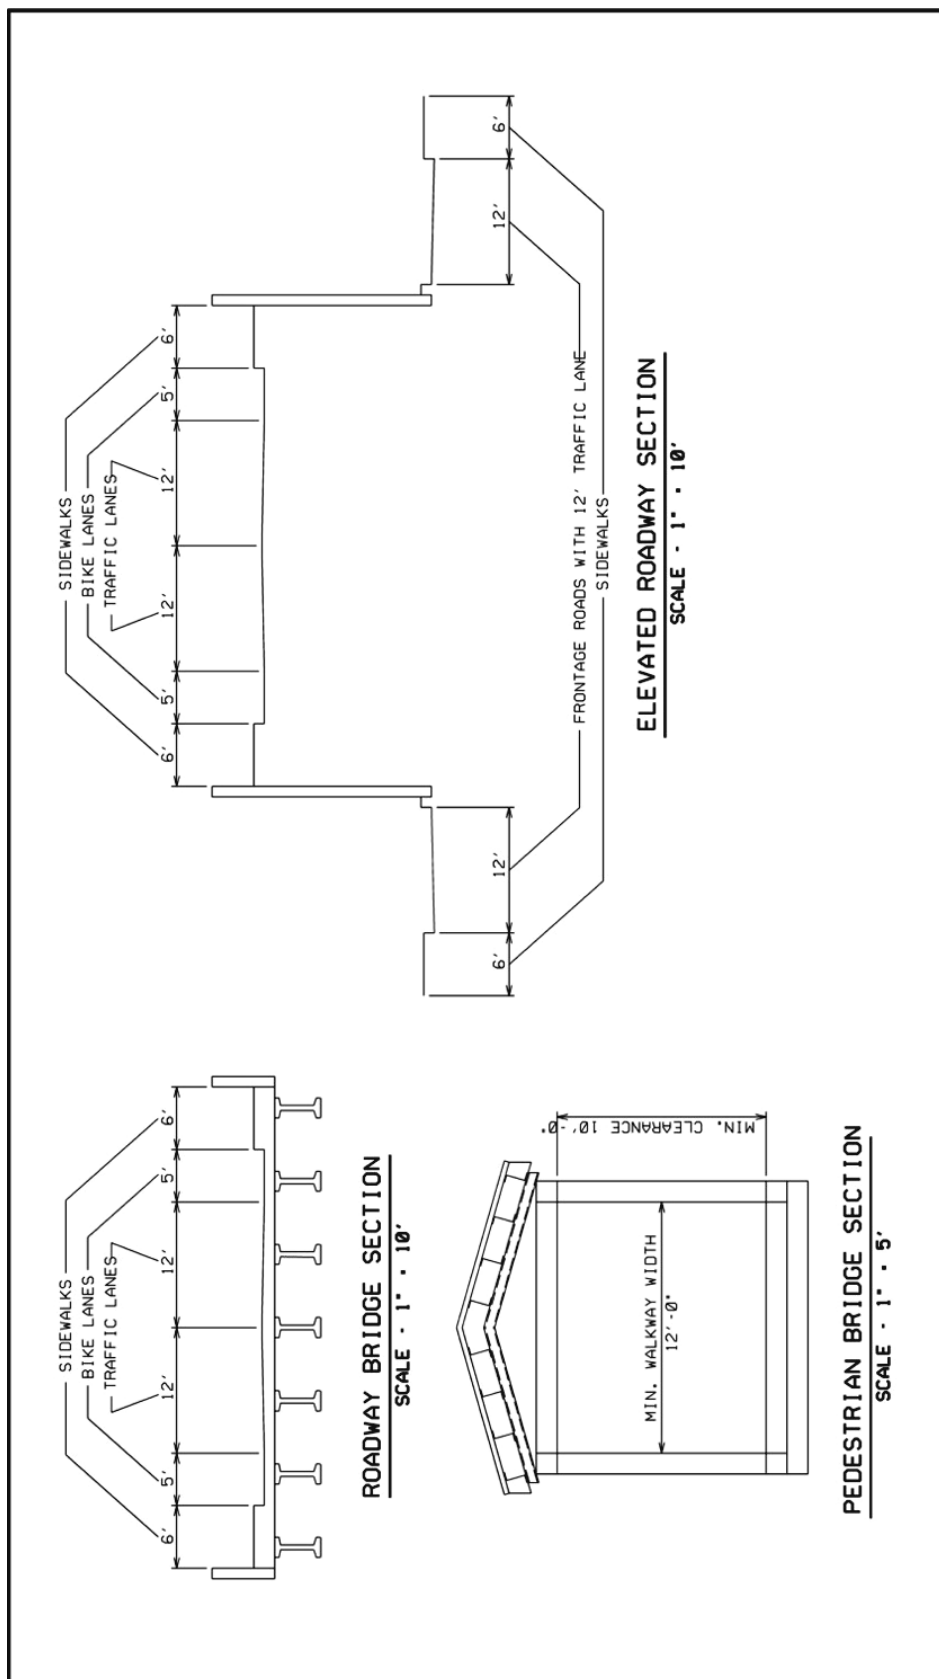 SIDEWALKS
BIKE LANES
TRAFFIC LANES
6' 5' 12' 12' 5' 6'
ROADWAY BRIDGE SECTION
SCALE - 1" = 10'
SIDEWALKS
BIKE LANES
TRAFFIC LANES
6' 5' 12' 12' 5' 6'
6' 12' 12' 6'
FRONTAGE ROADS WITH 12' TRAFFIC LANE
SIDEWALKS
ELEVATED ROADWAY SECTION
SCALE - 1" = 10'
MIN. WALKWAY WIDTH
12'-0"
MIN. CLEARANCE 10'-0"
PEDESTRIAN BRIDGE SECTION
SCALE - 1" = 5'